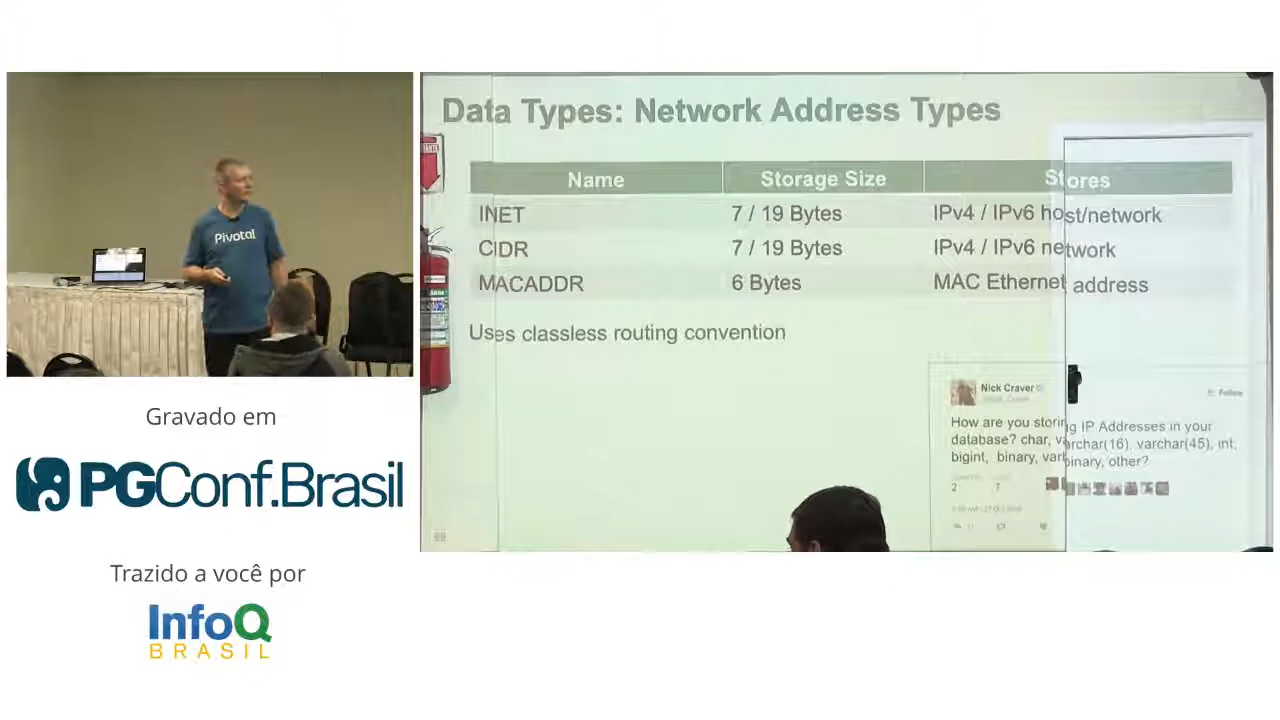 Data Types: Network Address Types
Name Storage Size Stores
INET 7 / 19 Bytes IPv4 / IPv6 host/network
CIDR 7 / 19 Bytes IPv4 / IPv6 network
MACADDR 6 Bytes MAC Ethernet address
Uses classless routing convention
Nick Craver
Follow
How are you storing IP Addresses in your
database? char, varchar(16), varchar(45), int,
bigint, binary, varbinary, other?
2 7
Pivotal
Gravado em
PGConf.Brasil
Trazido a você por
InfoQ
BRASIL